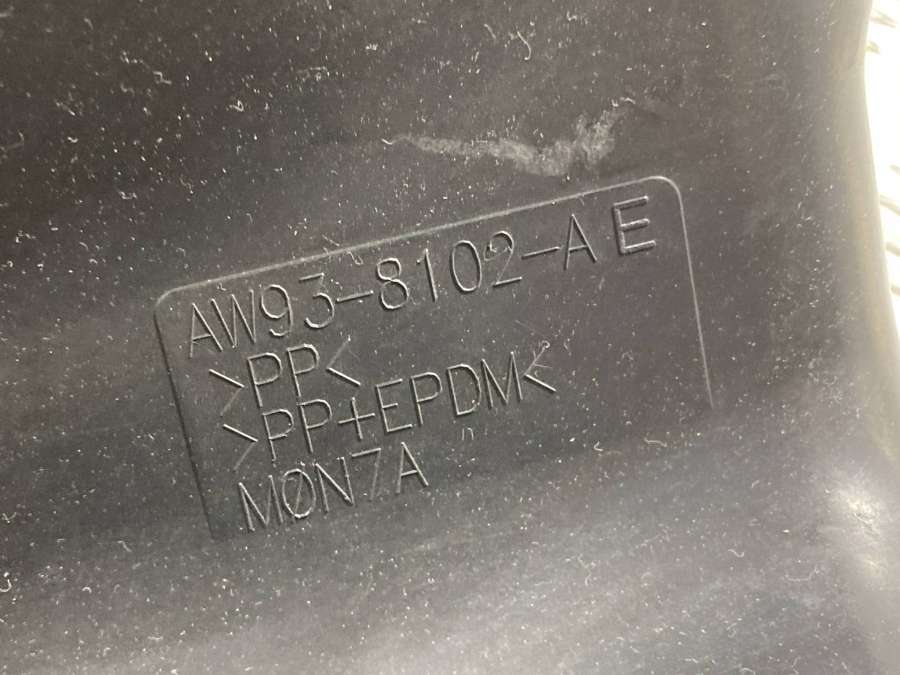 AW93-8102-AE
>PP<
>PP+EPDM<
MØN7A